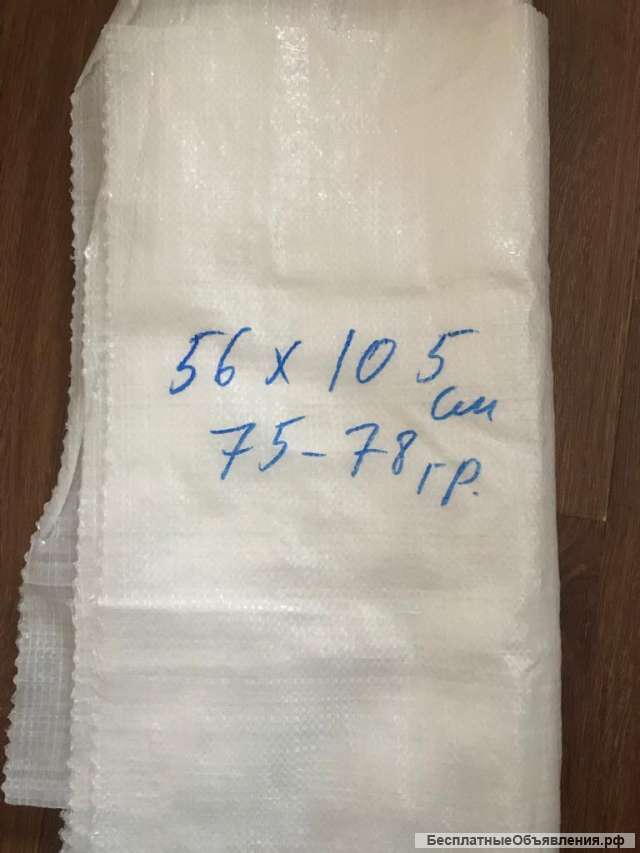 56 x 105
см
75-78 гр.
БесплатныеОбъявления.рф